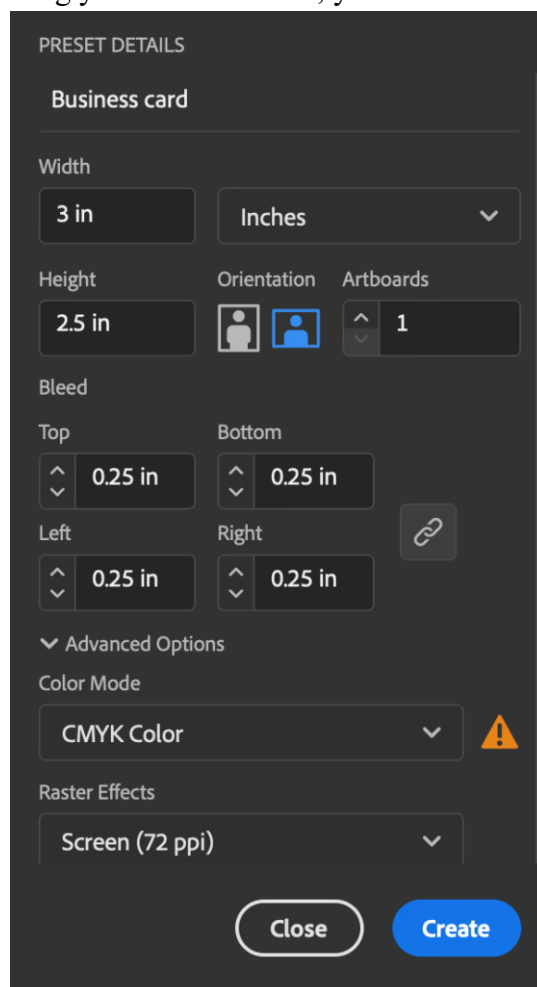 PRESET DETAILS
Business card
Width
3 in Inches
Height Orientation Artboards
2.5 in 1
Bleed
Top Bottom
0.25 in 0.25 in
Left Right
0.25 in 0.25 in
Advanced Options
Color Mode
CMYK Color
Raster Effects
Screen (72 ppi)
Close Create